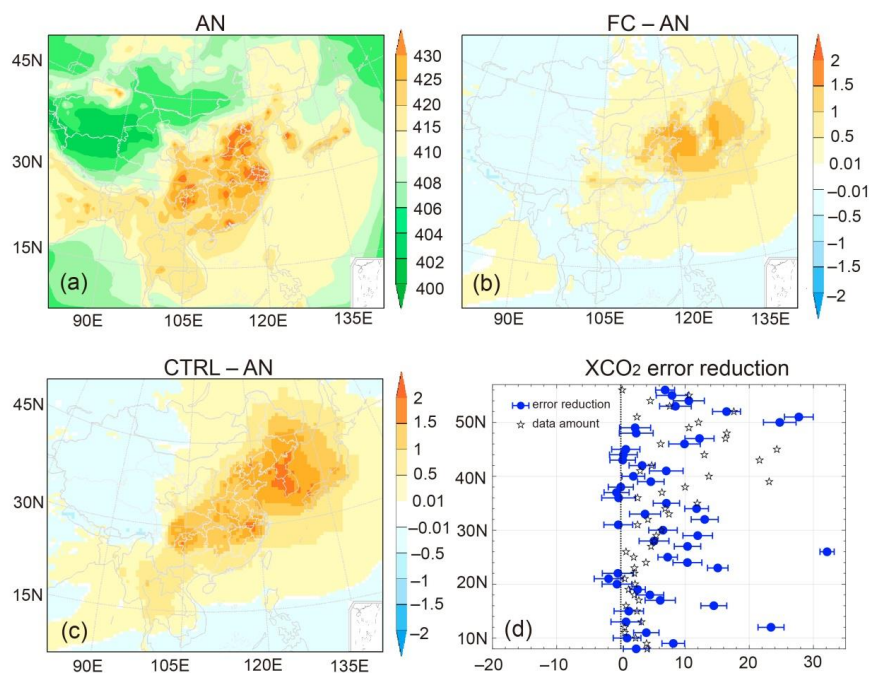 AN
45N
30N
15N
90E
105E
120E
135E
430
425
420
415
410
408
406
404
402
400
(a)
FC – AN
90E
105E
120E
135E
2
1.5
1
0.5
0.01
−0.01
−0.5
−1
−1.5
−2
(b)
CTRL – AN
45N
30N
15N
90E
105E
120E
135E
2
1.5
1
0.5
0.01
−0.01
−0.5
−1
−1.5
−2
(c)
XCO₂ error reduction
error reduction
data amount
50N
40N
30N
20N
10N
−20
−10
0
10
20
30
(d)